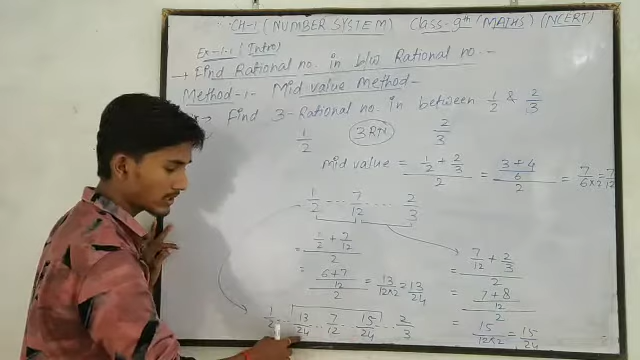 CH-1 (NUMBER SYSTEM) Class-9th (MATHS) (NCERT)
Ex-1.1 (Intro)
→ Find Rational no. in b/w Rational no. -
Method-1- Mid value Method-
Find 3-Rational no. in between 1/2 & 2/3
1/2 3RN 2/3
Mid value = (1/2 + 2/3)/2 = ((3+4)/6)/2 = 7/(6×2) = 7/12
1/2 --- 7/12 ---- 2/3
= (1/2 + 7/12)/2
= ((6+7)/12)/2 = 13/(12×2) = 13/24
= (7/12 + 2/3)/2
= ((7+8)/12)/2
= 15/(12×2) = 15/24
1/2 -- 13/24 .. 7/12 .. 15/24 .. 2/3